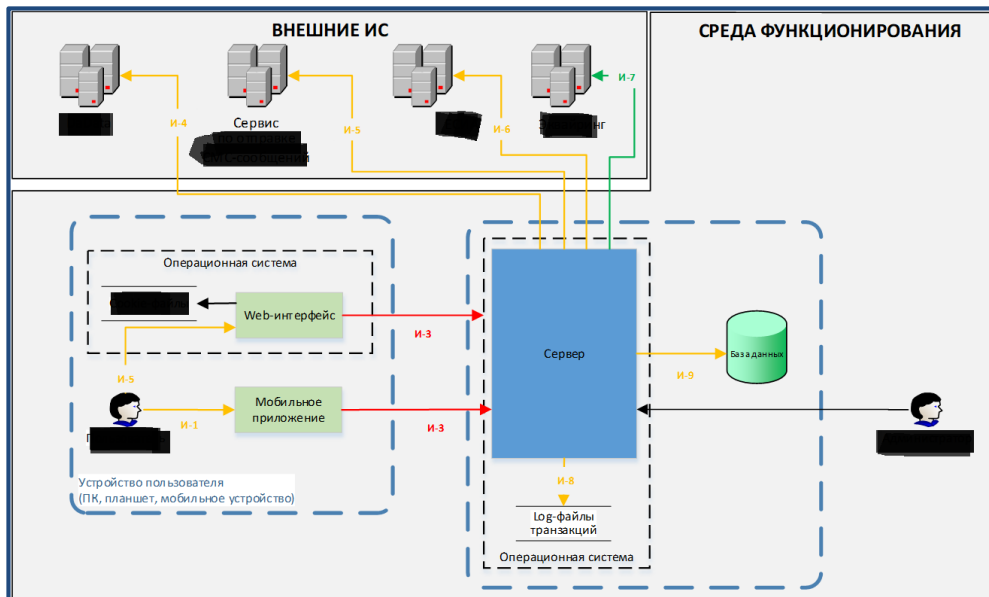 ВНЕШНИЕ ИС
СРЕДА ФУНКЦИОНИРОВАНИЯ
И-7
И-4
И-5
И-6
Сервис
Операционная система
Web-интерфейс
И-3
Сервер
База данных
И-9
И-5
Мобильное
приложение
И-1
И-3
Устройство пользователя
(ПК, планшет, мобильное устройство)
И-8
Log-файлы
транзакций
Операционная система